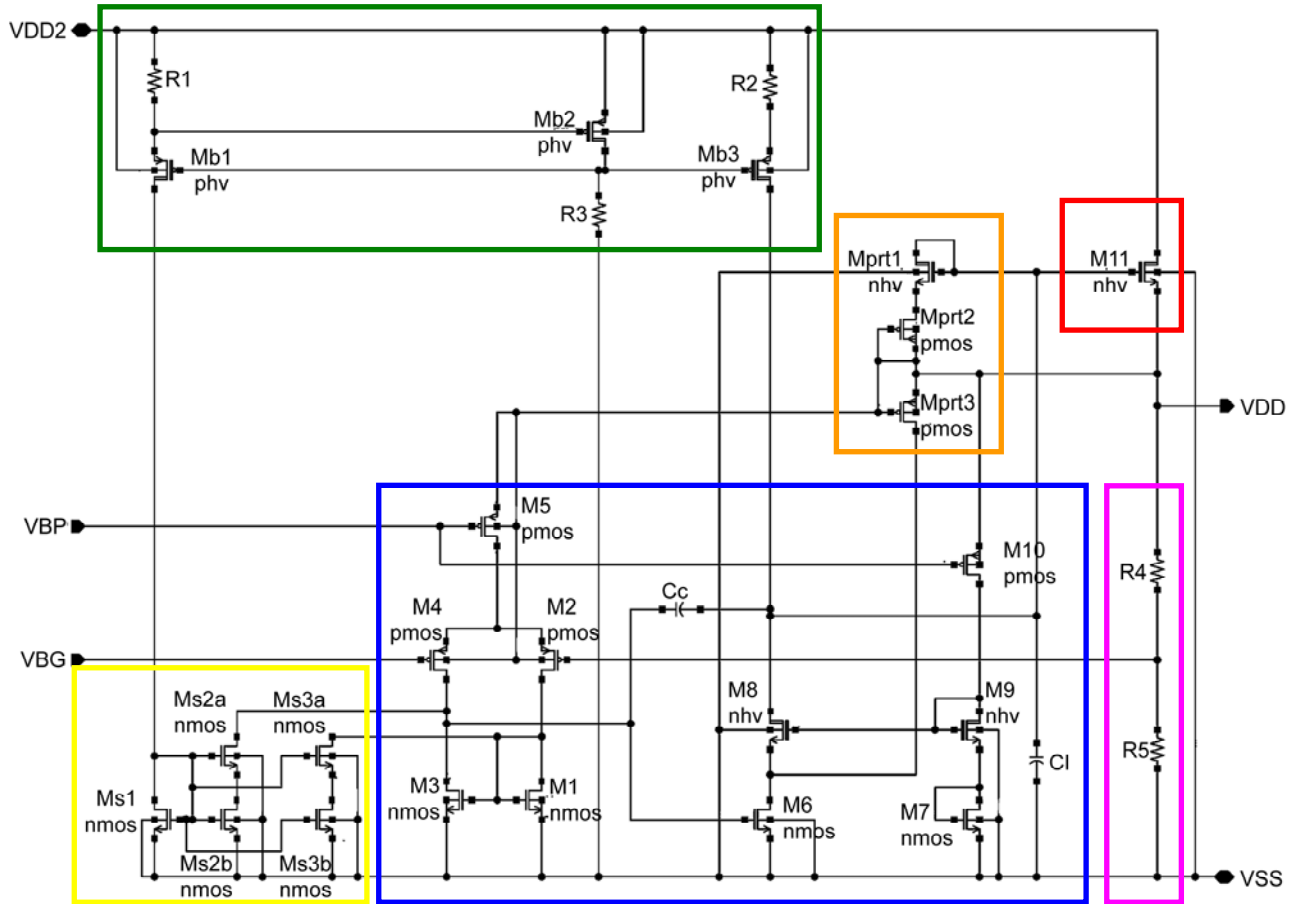 VDD2
R1
R2
Mb2
phv
Mb1
phv
Mb3
phv
R3
Mprt1
nhv
M11
nhv
Mprt2
pmos
Mprt3
pmos
VDD
M5
pmos
VBP
M10
pmos
R4
Cc
M4
pmos
M2
pmos
VBG
Ms2a
nmos
Ms3a
nmos
M8
nhv
M9
nhv
R5
Cl
Ms1
nmos
M3
nmos
M1
nmos
M6
nmos
M7
nmos
Ms2b
nmos
Ms3b
nmos
VSS